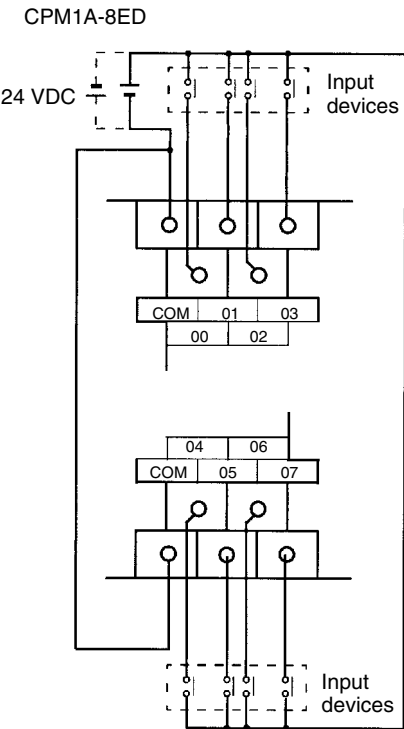 CPM1A-8ED
24 VDC
Input
devices
COM 01 03
00 02
04 06
COM 05 07
Input
devices